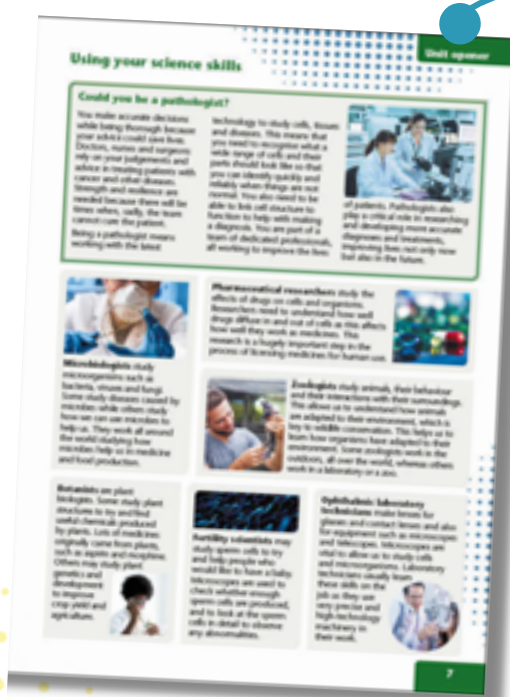 Unit opener
Using your science skills
Could you be a pathologist?
You make accurate decisions
while being thorough because
your advice could save lives.
Doctors, nurses and surgeons
rely on your judgements and
advice in treating patients with
cancer and other diseases.
Strength and resilience are
needed because there will be
times when, sadly, the team
cannot cure the patient.
Being a pathologist means
working with the latest
technology to study cells, tissues
and diseases. This means that
you need to recognise what a
wide range of cells and their
parts should look like so that
you can identify quickly and
reliably when things are not
normal. You also need to be
able to link cell structure to
function to help with making
a diagnosis. You are part of a
team of dedicated professionals,
all working to improve the lives
of patients. Pathologists also
play a critical role in researching
and developing more accurate
diagnoses and treatments,
improving lives not only now
but also in the future.
Microbiologists study
microorganisms such as
bacteria, viruses and fungi.
Some study diseases caused by
microbes while others study
how we can use microbes to
help us. They work all around
the world studying how
microbes help us in medicine
and food production.
Pharmaceutical researchers study the
effects of drugs on cells and organisms.
Researchers need to understand how well
drugs diffuse in and out of cells as this affects
how well they work as medicines. This
research is a hugely important step in the
process of licensing medicines for human use.
Zoologists study animals, their behaviour
and their interactions with their surroundings.
This allows us to understand how animals
are adapted to their environment, which is
key to wildlife conservation. This helps us to
learn how organisms have adapted to their
environment. Some zoologists work in the
outdoors, all over the world, whereas others
work in a laboratory or a zoo.
Botanists are plant
biologists. Some study plant
structures to try and find
useful chemicals produced
by plants. Lots of medicines
originally came from plants,
such as aspirin and morphine.
Others may study plant
genetics and
development
to improve
crop yield and
agriculture.
Fertility scientists may
study sperm cells to try
and help people who
would like to have a baby.
Microscopes are used to
check whether enough
sperm cells are produced,
and to look at the sperm
cells in detail to observe
any abnormalities.
Ophthalmic laboratory
technicians make lenses for
glasses and contact lenses and also
for equipment such as microscopes
and telescopes. Microscopes are
vital to allow us to study cells
and microorganisms. Laboratory
technicians usually learn
these skills on the
job as they use
very precise and
high-technology
machinery in
their work.
7